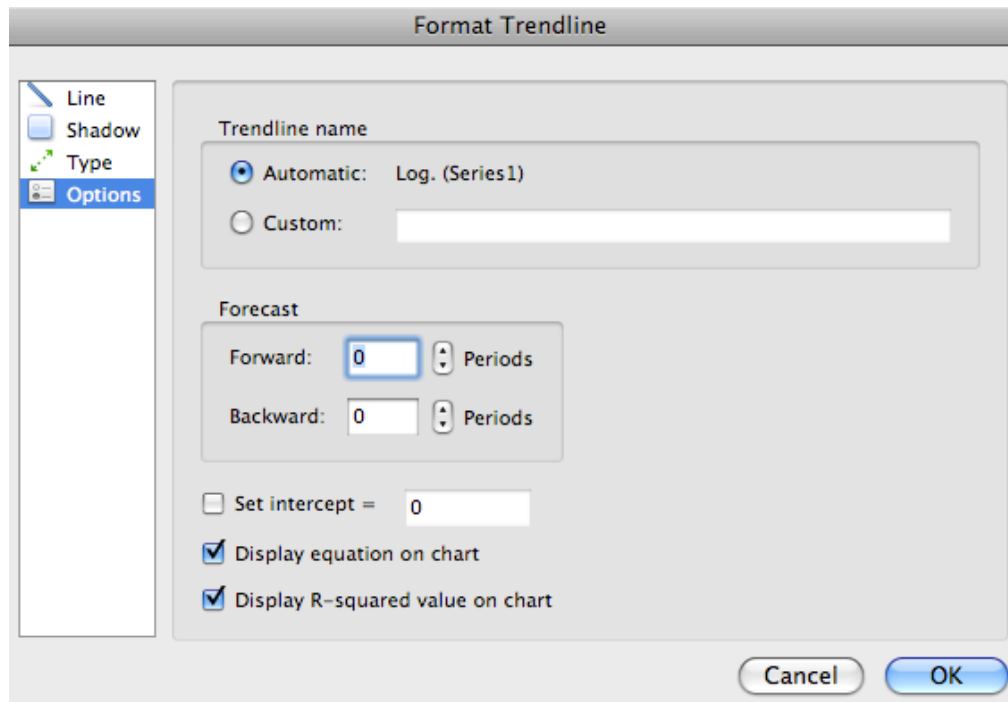 Format Trendline
Line
Shadow
Type
Options
Trendline name
Automatic: Log. (Series1)
Custom:
Forecast
Forward: 0 Periods
Backward: 0 Periods
Set intercept = 0
Display equation on chart
Display R-squared value on chart
Cancel OK